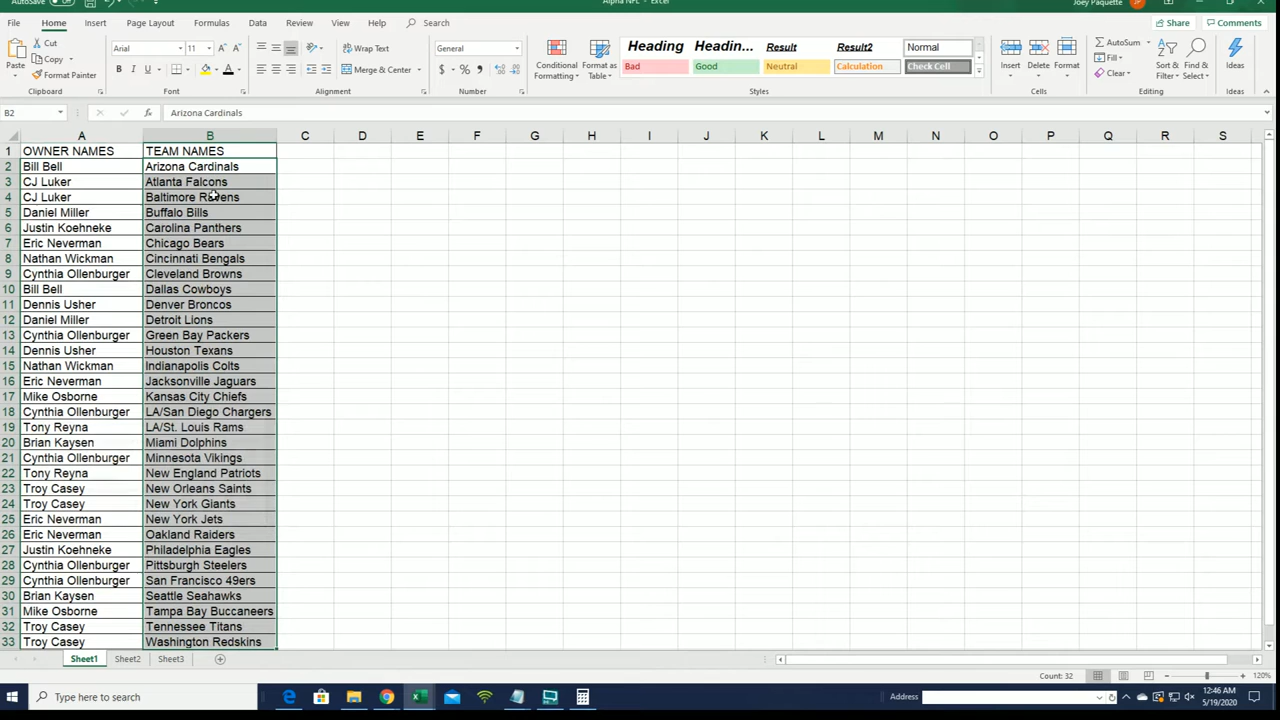 AutoSave Off Alpha NFL - Excel Joey Paquette JP
File Home Insert Page Layout Formulas Data Review View Help Search Share Comments
Paste Cut Copy Format Painter Clipboard
Arial 11 A A B I U A Font
Wrap Text Merge & Center Alignment
General $ % 9 Number
Conditional Formatting Format as Table
Heading Headin... Result Result2 Normal
Bad Good Neutral Calculation Check Cell
Styles
Insert Delete Format Cells
AutoSum Fill Clear Sort & Filter Find & Select Editing
Ideas Ideas
B2 fx Arizona Cardinals
A B C D E F G H I J K L M N O P Q R S
1 OWNER NAMES TEAM NAMES
2 Bill Bell Arizona Cardinals
3 CJ Luker Atlanta Falcons
4 CJ Luker Baltimore Ravens
5 Daniel Miller Buffalo Bills
6 Justin Koehneke Carolina Panthers
7 Eric Neverman Chicago Bears
8 Nathan Wickman Cincinnati Bengals
9 Cynthia Ollenburger Cleveland Browns
10 Bill Bell Dallas Cowboys
11 Dennis Usher Denver Broncos
12 Daniel Miller Detroit Lions
13 Cynthia Ollenburger Green Bay Packers
14 Dennis Usher Houston Texans
15 Nathan Wickman Indianapolis Colts
16 Eric Neverman Jacksonville Jaguars
17 Mike Osborne Kansas City Chiefs
18 Cynthia Ollenburger LA/San Diego Chargers
19 Tony Reyna LA/St. Louis Rams
20 Brian Kaysen Miami Dolphins
21 Cynthia Ollenburger Minnesota Vikings
22 Tony Reyna New England Patriots
23 Troy Casey New Orleans Saints
24 Troy Casey New York Giants
25 Eric Neverman New York Jets
26 Eric Neverman Oakland Raiders
27 Justin Koehneke Philadelphia Eagles
28 Cynthia Ollenburger Pittsburgh Steelers
29 Cynthia Ollenburger San Francisco 49ers
30 Brian Kaysen Seattle Seahawks
31 Mike Osborne Tampa Bay Buccaneers
32 Troy Casey Tennessee Titans
33 Troy Casey Washington Redskins
Sheet1 Sheet2 Sheet3
Count: 32 120%
Type here to search Address 12:46 AM
5/19/2020